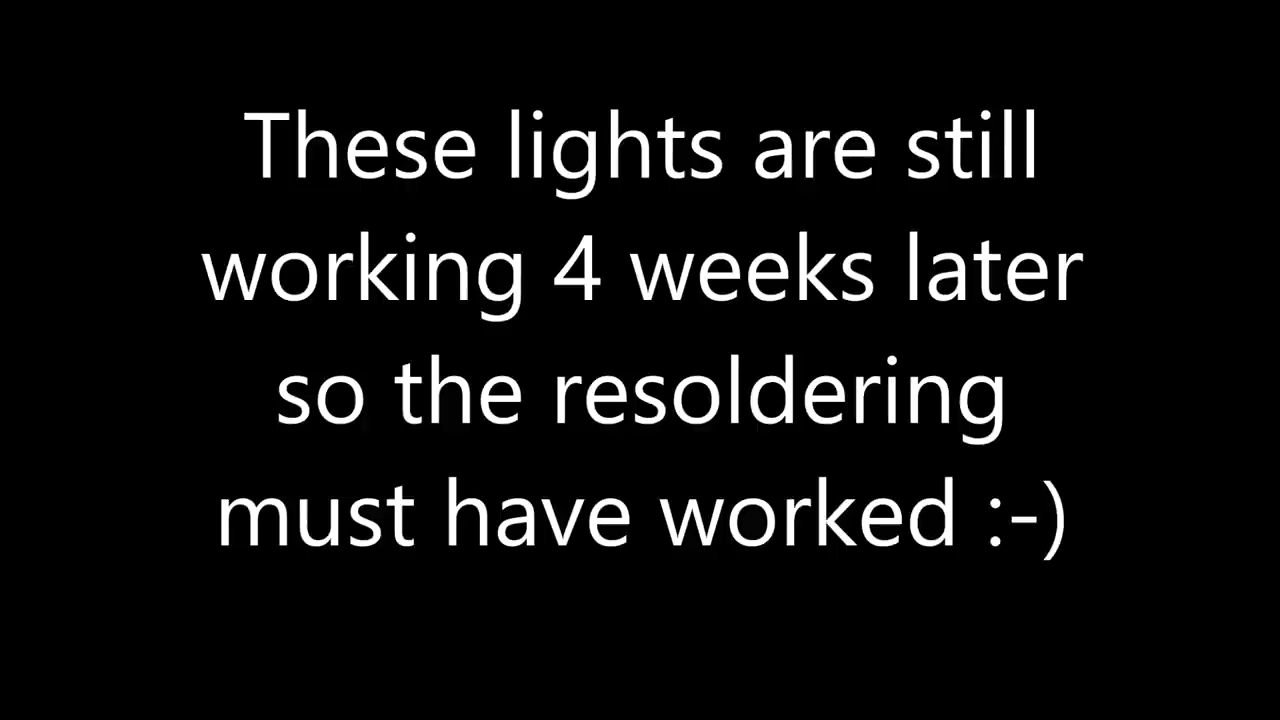 These lights are still
working 4 weeks later
so the resoldering
must have worked :-)